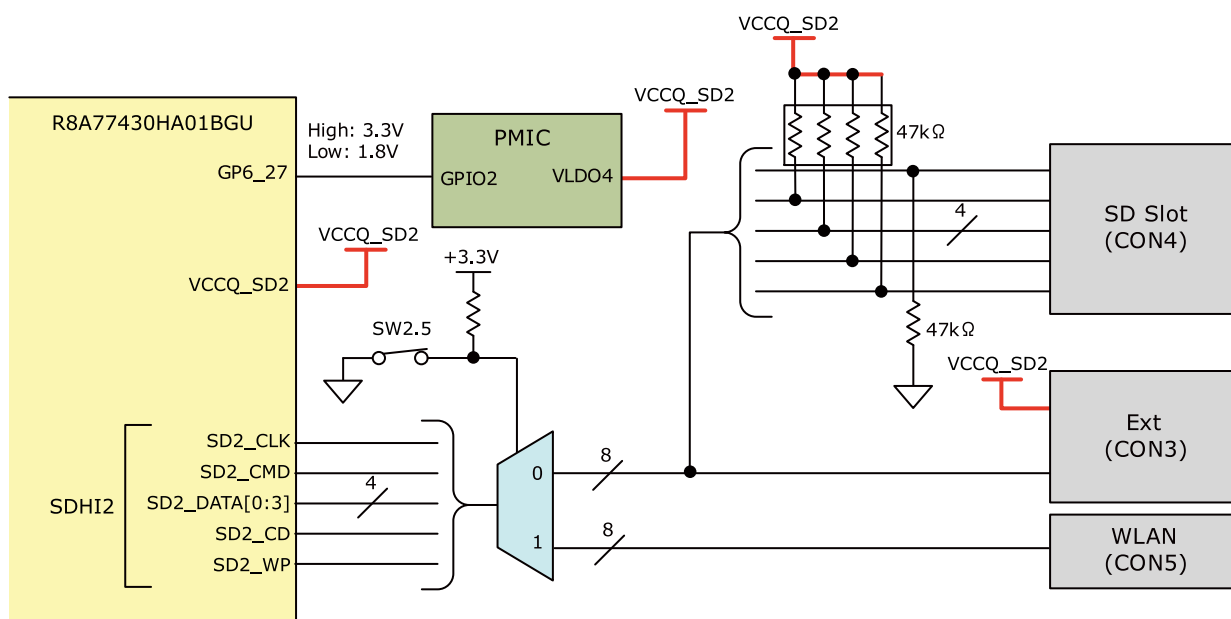 VCCQ_SD2
R8A77430HA01BGU
High: 3.3V
Low: 1.8V
GP6_27
PMIC
GPIO2
VLDO4
VCCQ_SD2
47kΩ
SD Slot
(CON4)
4
VCCQ_SD2
VCCQ_SD2
+3.3V
SW2.5
47kΩ
VCCQ_SD2
Ext
(CON3)
SDHI2
SD2_CLK
SD2_CMD
SD2_DATA[0:3]
4
SD2_CD
SD2_WP
0
8
1
8
WLAN
(CON5)